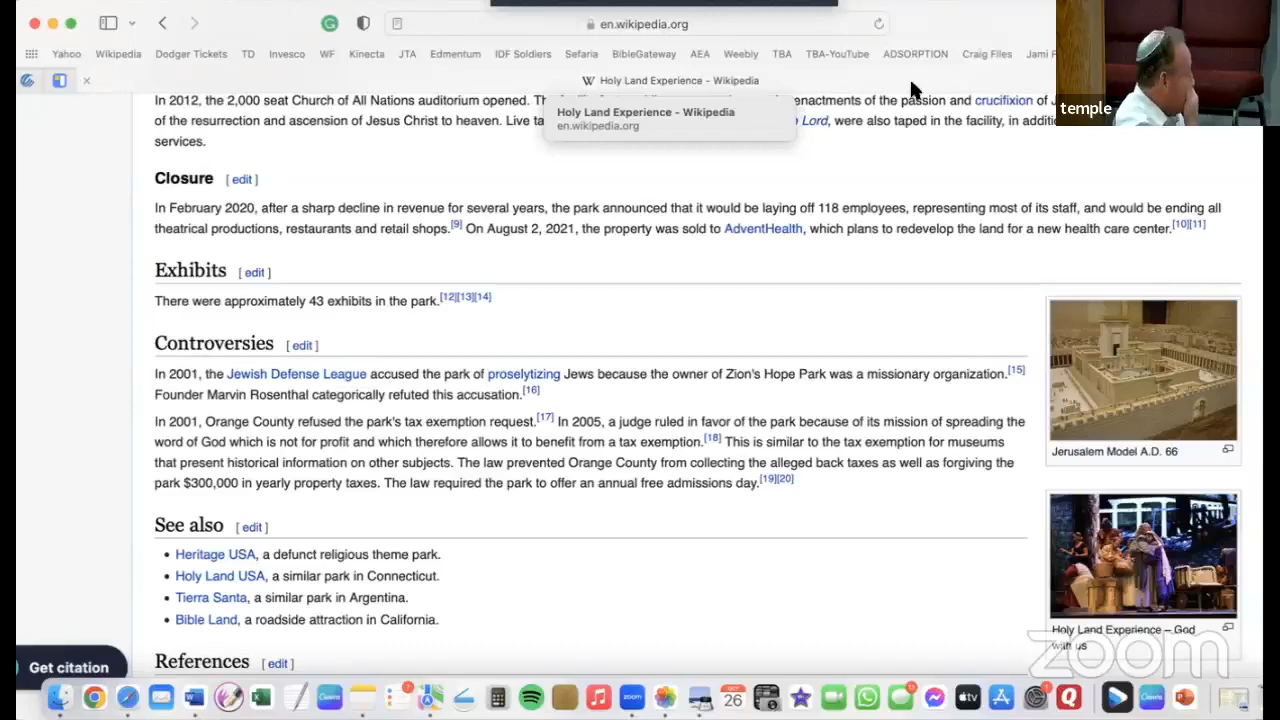 en.wikipedia.org
Yahoo Wikipedia Dodger Tickets TD Invesco WF Kinecta JTA Edmentum IDF Soldiers Sefaria BibleGateway AEA Weebly TBA TBA-YouTube ADSORPTION Craig Files Jami F
Holy Land Experience – Wikipedia
temple
In 2012, the 2,000 seat Church of All Nations auditorium opened. Th
enactments of the passion and crucifixion of J
Holy Land Experience – Wikipedia
en.wikipedia.org
of the resurrection and ascension of Jesus Christ to heaven. Live ta
Lord, were also taped in the facility, in additio
services.
Closure [ edit ]
In February 2020, after a sharp decline in revenue for several years, the park announced that it would be laying off 118 employees, representing most of its staff, and would be ending all
theatrical productions, restaurants and retail shops.[9] On August 2, 2021, the property was sold to AdventHealth, which plans to redevelop the land for a new health care center.[10][11]
Exhibits [ edit ]
There were approximately 43 exhibits in the park.[12][13][14]
Controversies [ edit ]
In 2001, the Jewish Defense League accused the park of proselytizing Jews because the owner of Zion's Hope Park was a missionary organization.[15]
Founder Marvin Rosenthal categorically refuted this accusation.[16]
In 2001, Orange County refused the park's tax exemption request.[17] In 2005, a judge ruled in favor of the park because of its mission of spreading the
word of God which is not for profit and which therefore allows it to benefit from a tax exemption.[18] This is similar to the tax exemption for museums
that present historical information on other subjects. The law prevented Orange County from collecting the alleged back taxes as well as forgiving the
park $300,000 in yearly property taxes. The law required the park to offer an annual free admissions day.[19][20]
Jerusalem Model A.D. 66
See also [ edit ]
• Heritage USA, a defunct religious theme park.
• Holy Land USA, a similar park in Connecticut.
• Tierra Santa, a similar park in Argentina.
• Bible Land, a roadside attraction in California.
Holy Land Experience – God
with us
References [ edit ]
Get citation
zoom
OCT
26
zoom
tv